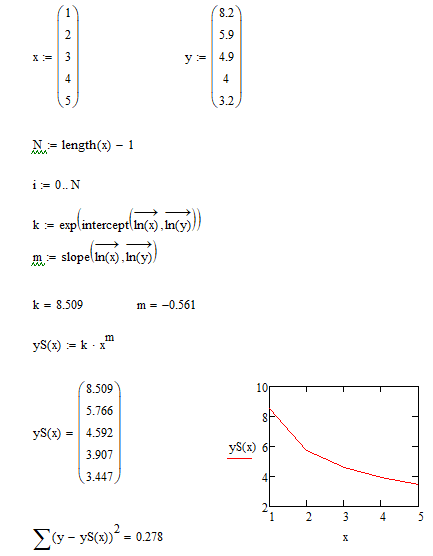 x := (1 2 3 4 5) y := (8.2 5.9 4.9 4 3.2)
N := length(x) − 1
i := 0.. N
k := exp(intercept(ln(x), ln(y)))
m := slope(ln(x), ln(y))
k = 8.509 m = −0.561
yS(x) := k · x^m
yS(x) = (8.509 5.766 4.592 3.907 3.447)
10
8
yS(x) 6
4
2
1 2 3 4 5
x
∑(y − yS(x))^2 = 0.278